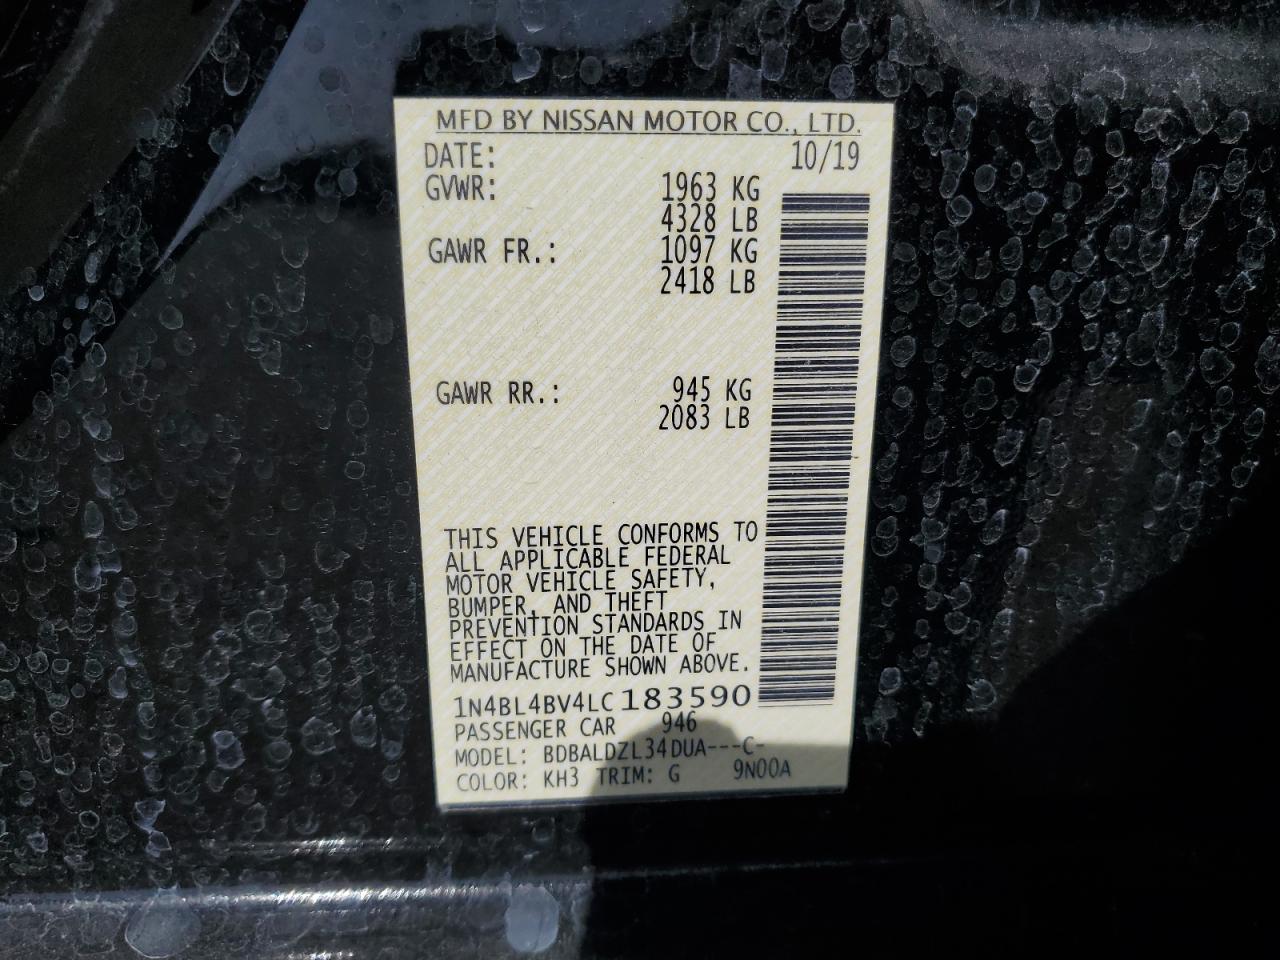 MFD BY NISSAN MOTOR CO., LTD.
DATE: 10/19
GVWR: 1963 KG
4328 LB
GAWR FR.: 1097 KG
2418 LB
GAWR RR.: 945 KG
2083 LB
THIS VEHICLE CONFORMS TO
ALL APPLICABLE FEDERAL
MOTOR VEHICLE SAFETY,
BUMPER, AND THEFT
PREVENTION STANDARDS IN
EFFECT ON THE DATE OF
MANUFACTURE SHOWN ABOVE.
1N4BL4BV4LC183590
PASSENGER CAR 946
MODEL: BDBALDZL34DUA---C-
COLOR: KH3 TRIM: G 9N00A